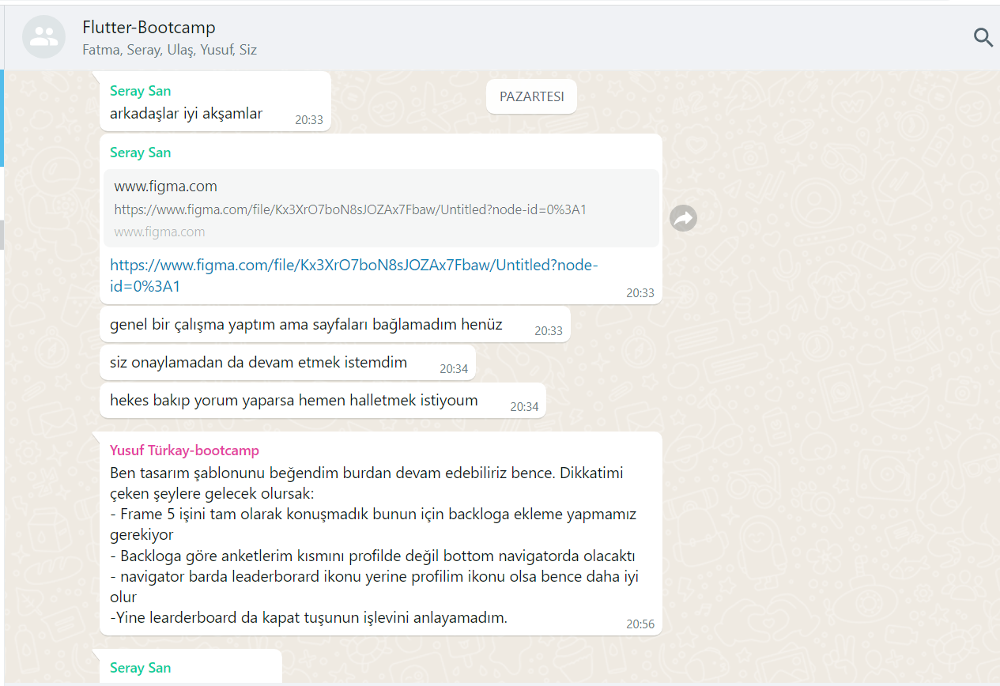 Flutter-Bootcamp
Fatma, Seray, Ulaş, Yusuf, Siz
PAZARTESI
Seray San
arkadaşlar iyi akşamlar
20:33
Seray San
www.figma.com
https://www.figma.com/file/Kx3XrO7boN8sJOZAx7Fbaw/Untitled?node-id=0%3A1
www.figma.com
https://www.figma.com/file/Kx3XrO7boN8sJOZAx7Fbaw/Untitled?node-
id=0%3A1
20:33
genel bir çalışma yaptım ama sayfaları bağlamadım henüz
20:33
siz onaylamadan da devam etmek istemdim
20:34
hekes bakıp yorum yaparsa hemen halletmek istiyoum
20:34
Yusuf Türkay-bootcamp
Ben tasarım şablonunu beğendim burdan devam edebiliriz bence. Dikkatimi
çeken şeylere gelecek olursak:
- Frame 5 işini tam olarak konuşmadık bunun için backloga ekleme yapmamız
gerekiyor
- Backloga göre anketlerim kısmını profilde değil bottom navigatorda olacaktı
- navigator barda leaderborard ikonu yerine profilim ikonu olsa bence daha iyi
olur
-Yine learderboard da kapat tuşunun işlevini anlayamadım.
20:56
Seray San